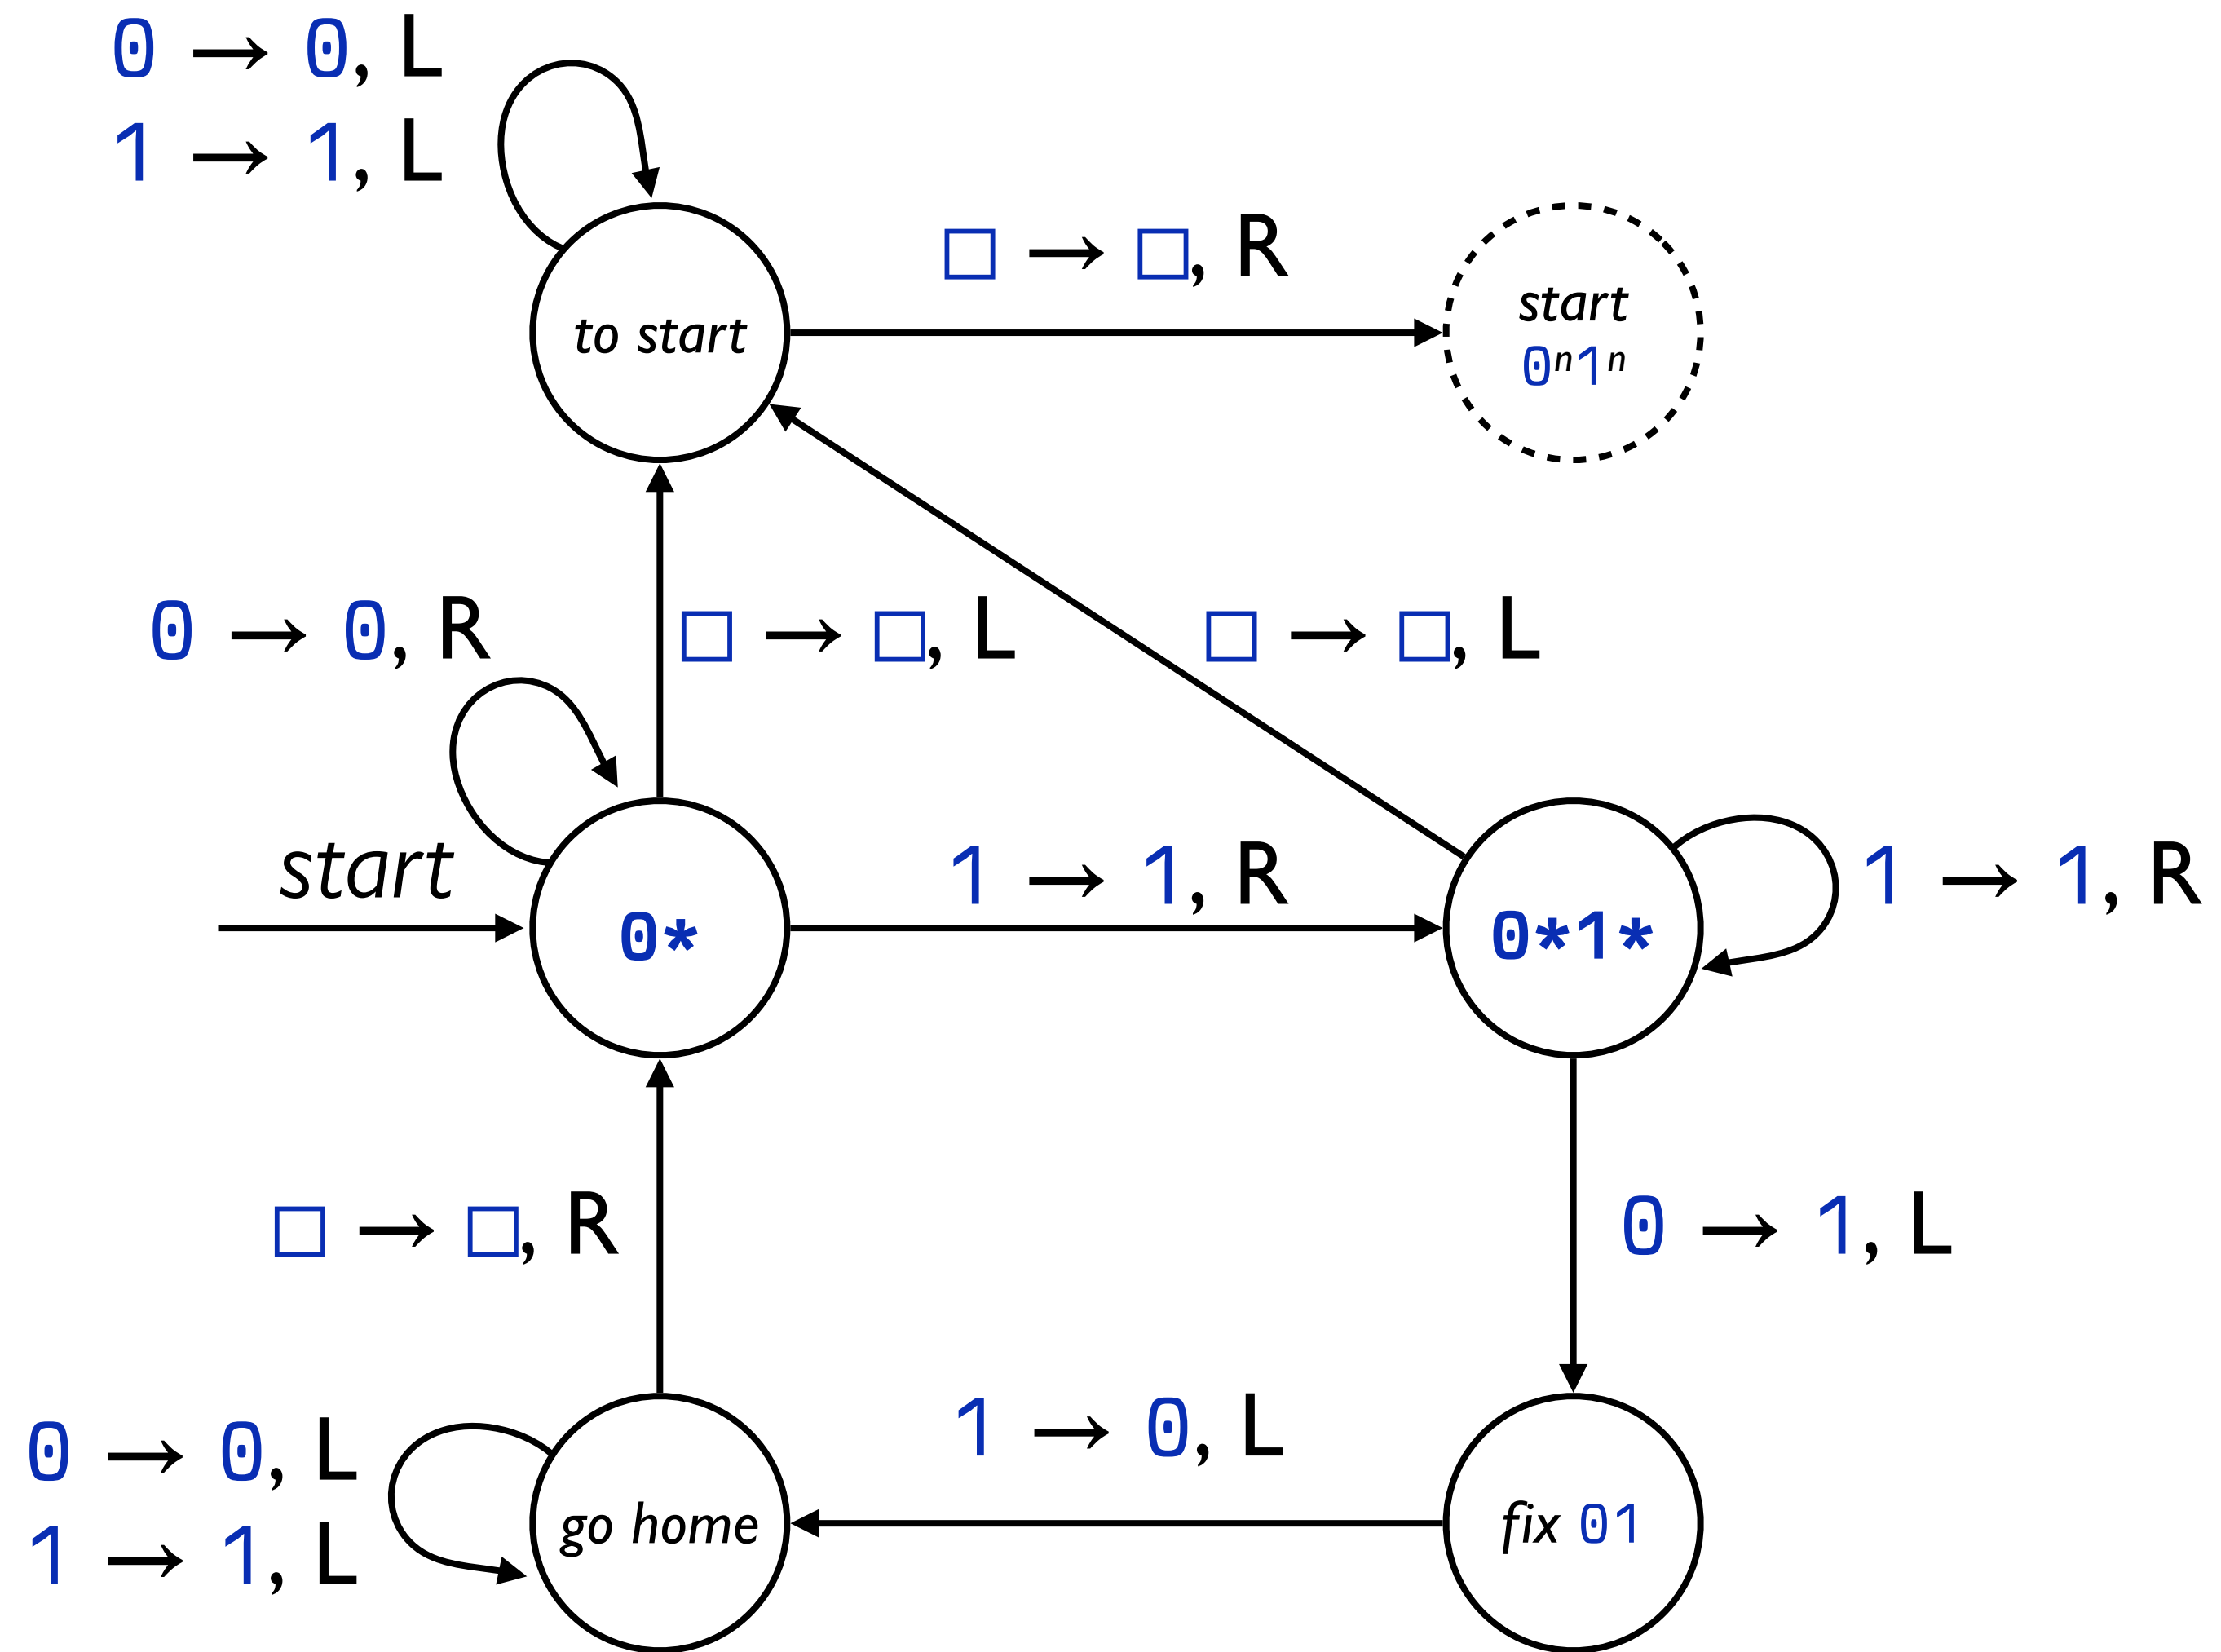 0 → 0, L
1 → 1, L
□ → □, R
to start
start
0ⁿ1ⁿ
0 → 0, R
□ → □, L
□ → □, L
start
1 → 1, R
1 → 1, R
0*
0*1*
□ → □, R
0 → 1, L
1 → 0, L
0 → 0, L
1 → 1, L
go home
fix 01